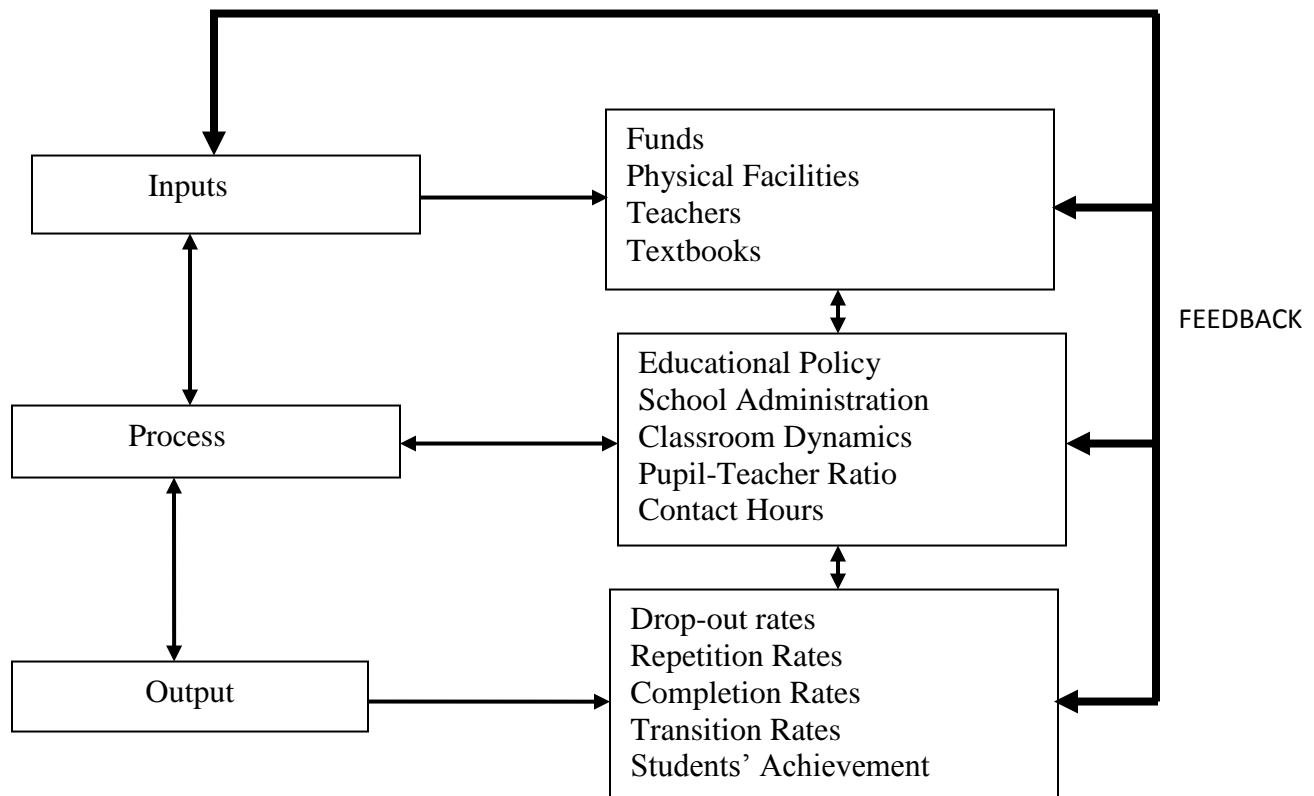 Inputs
Funds
Physical Facilities
Teachers
Textbooks
FEEDBACK
Process
Educational Policy
School Administration
Classroom Dynamics
Pupil-Teacher Ratio
Contact Hours
Output
Drop-out rates
Repetition Rates
Completion Rates
Transition Rates
Students’ Achievement